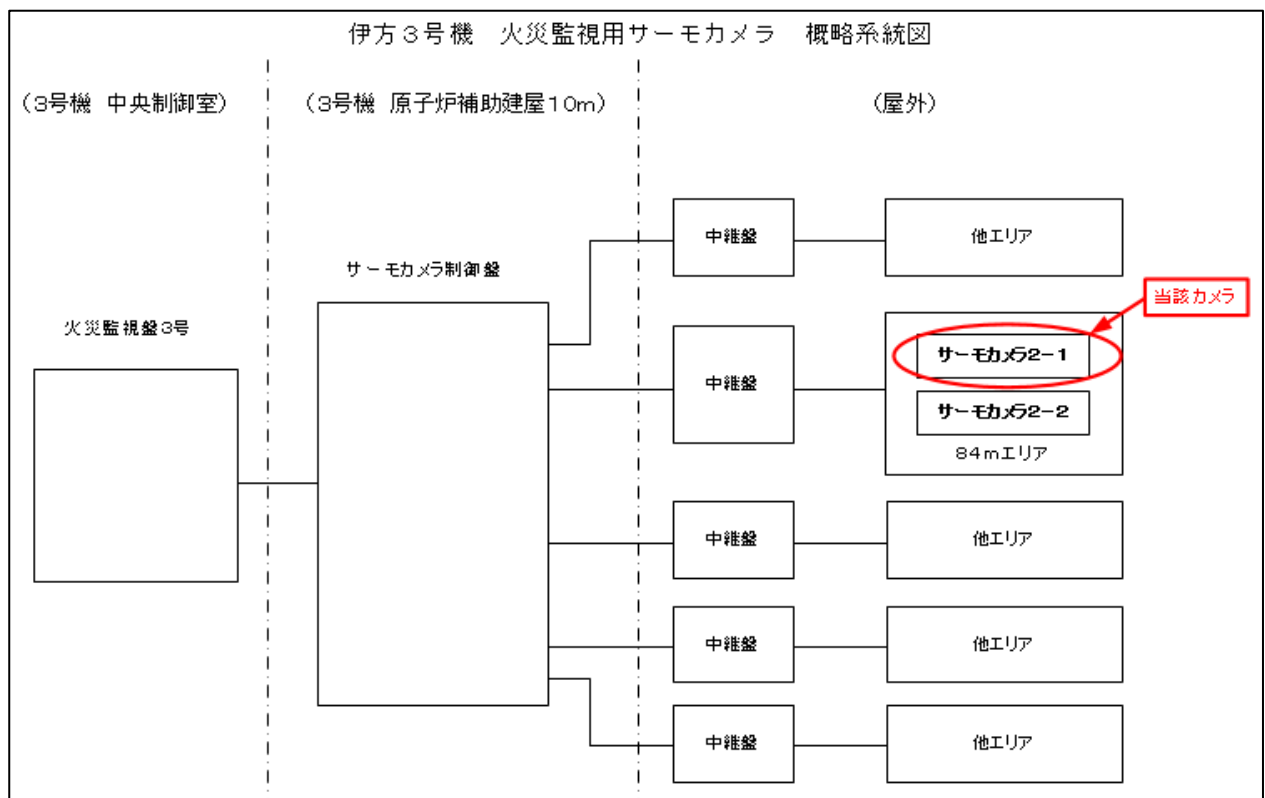 伊方3号機 火災監視用サーモカメラ 概略系統図
(3号機 中央制御室)
(3号機 原子炉補助建屋10m)
(屋外)
中継盤
他エリア
サーモカメラ制御盤
当該カメラ
火災監視盤3号
中継盤
サーモカメラ2-1
サーモカメラ2-2
84mエリア
中継盤
他エリア
中継盤
他エリア
中継盤
他エリア